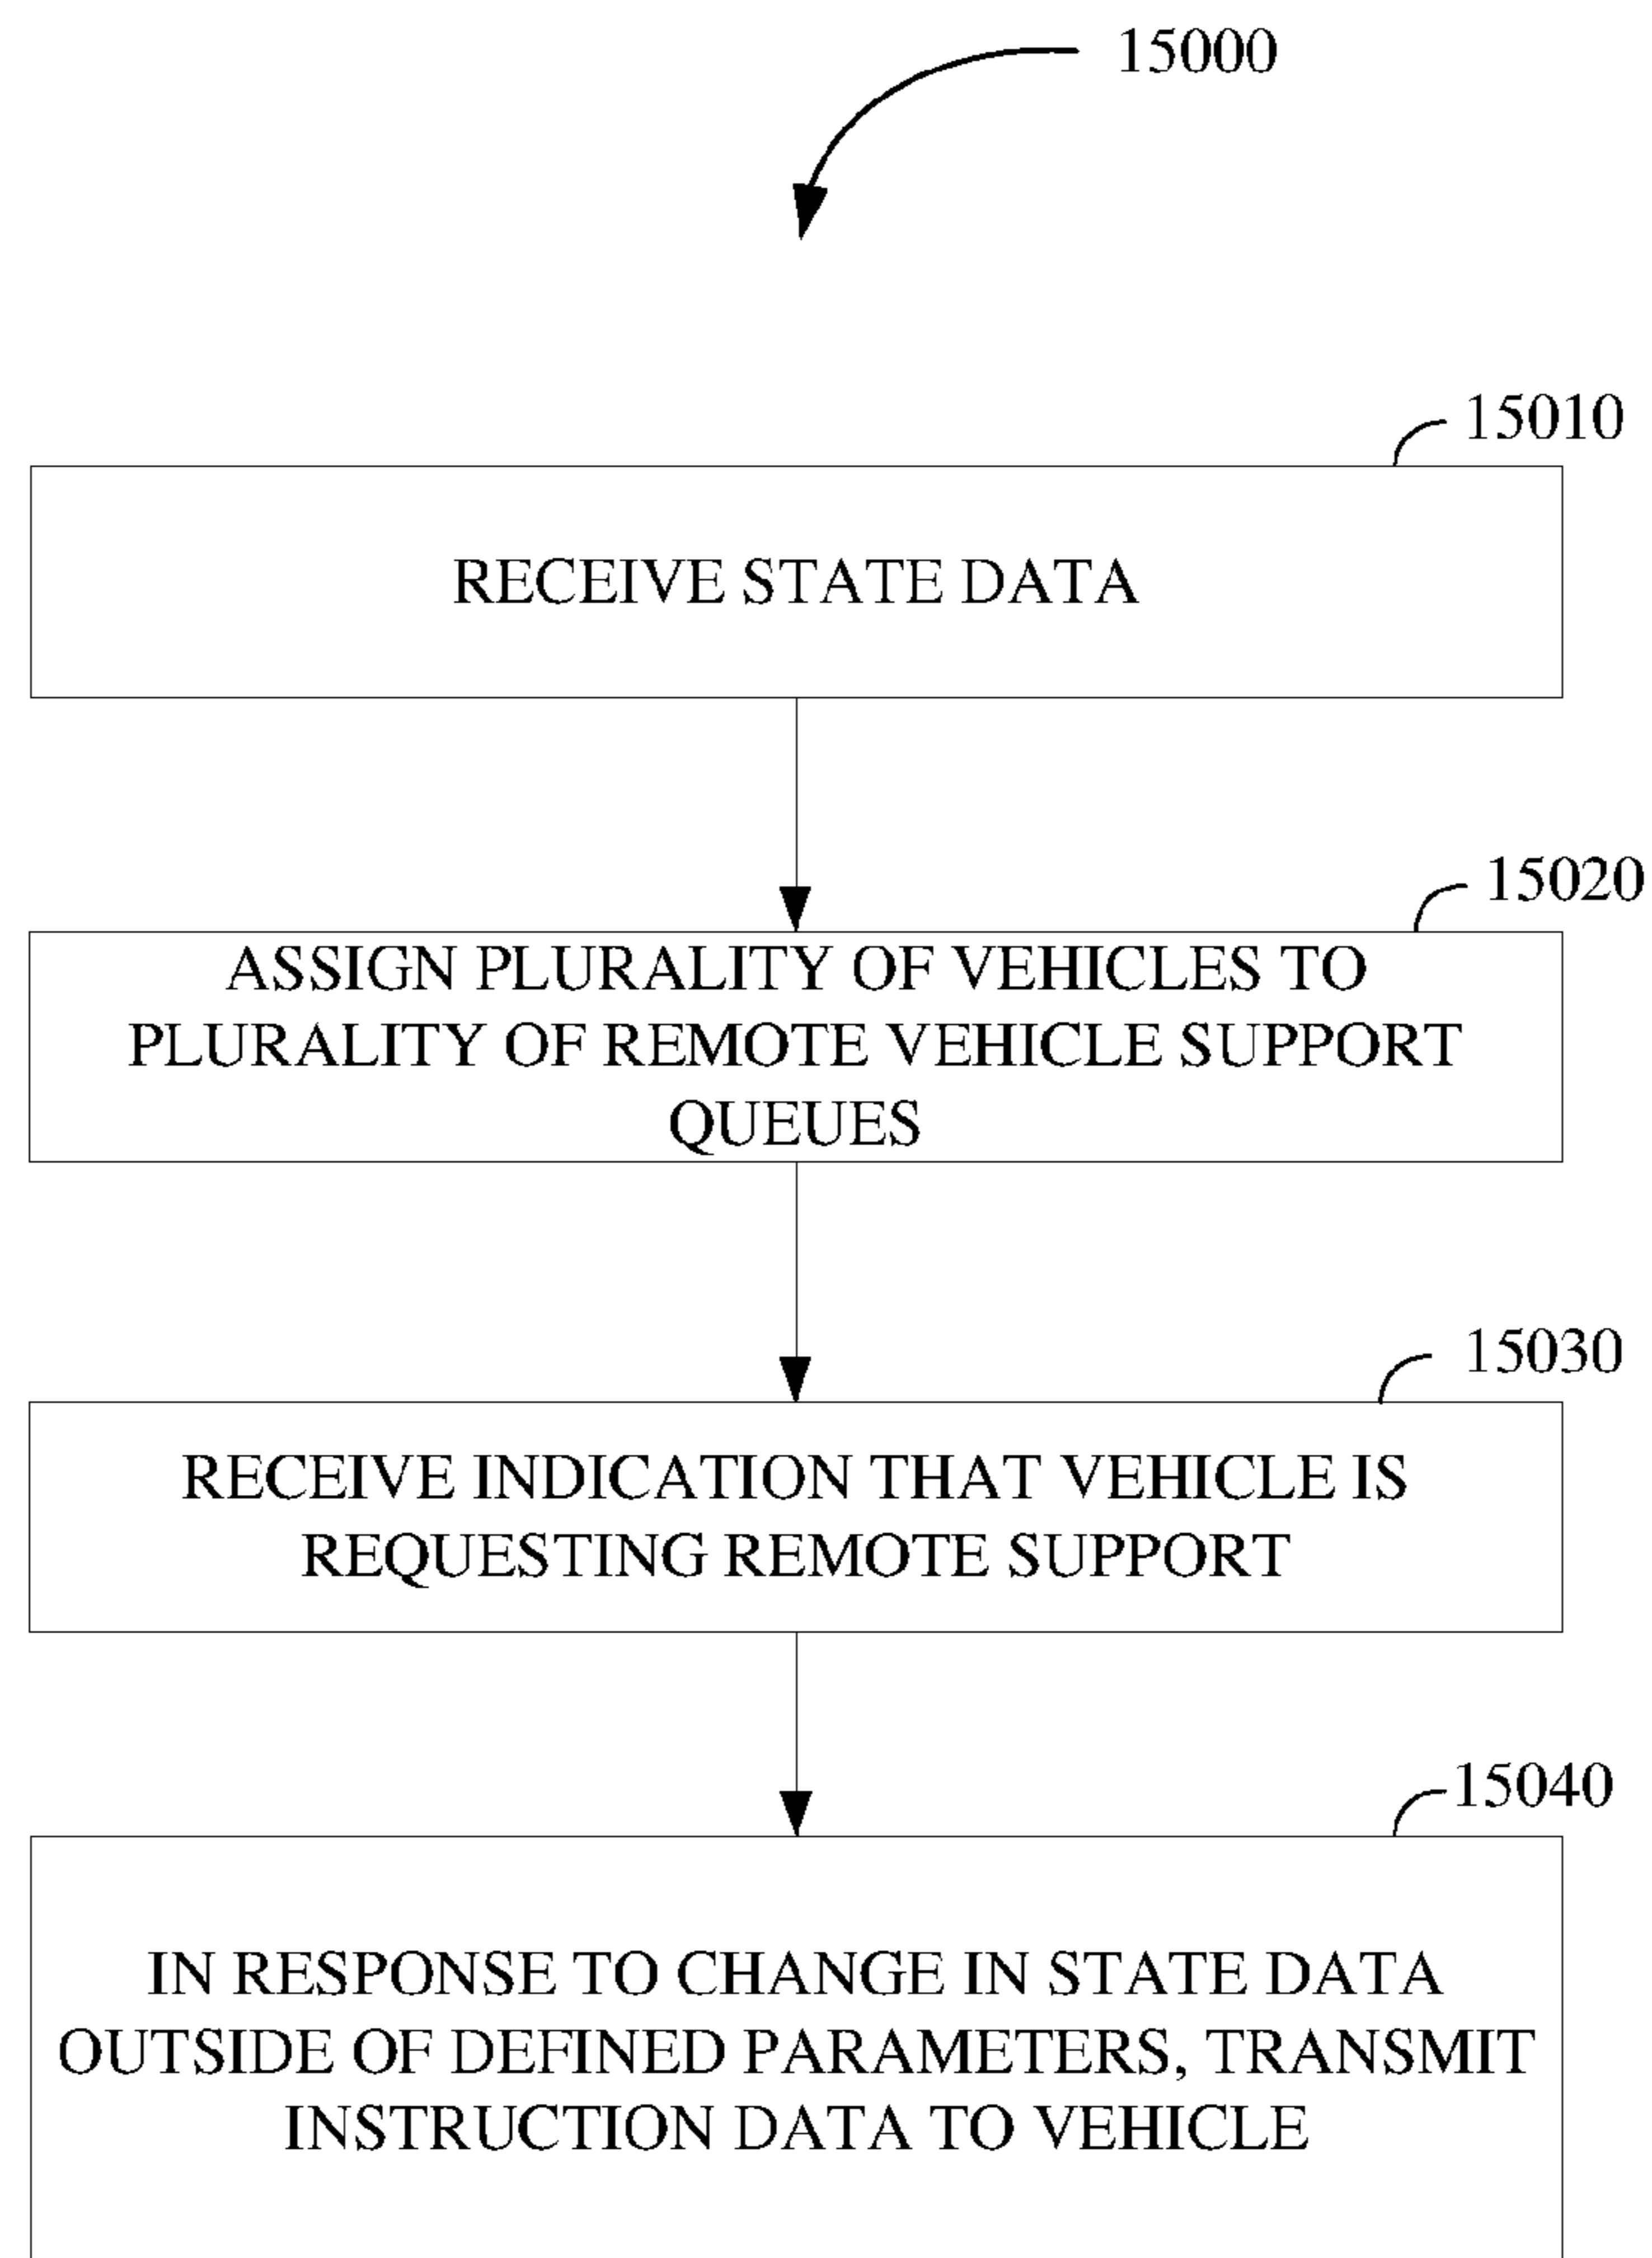 15000
15010
RECEIVE STATE DATA
15020
ASSIGN PLURALITY OF VEHICLES TO
PLURALITY OF REMOTE VEHICLE SUPPORT
QUEUES
15030
RECEIVE INDICATION THAT VEHICLE IS
REQUESTING REMOTE SUPPORT
15040
IN RESPONSE TO CHANGE IN STATE DATA
OUTSIDE OF DEFINED PARAMETERS, TRANSMIT
INSTRUCTION DATA TO VEHICLE